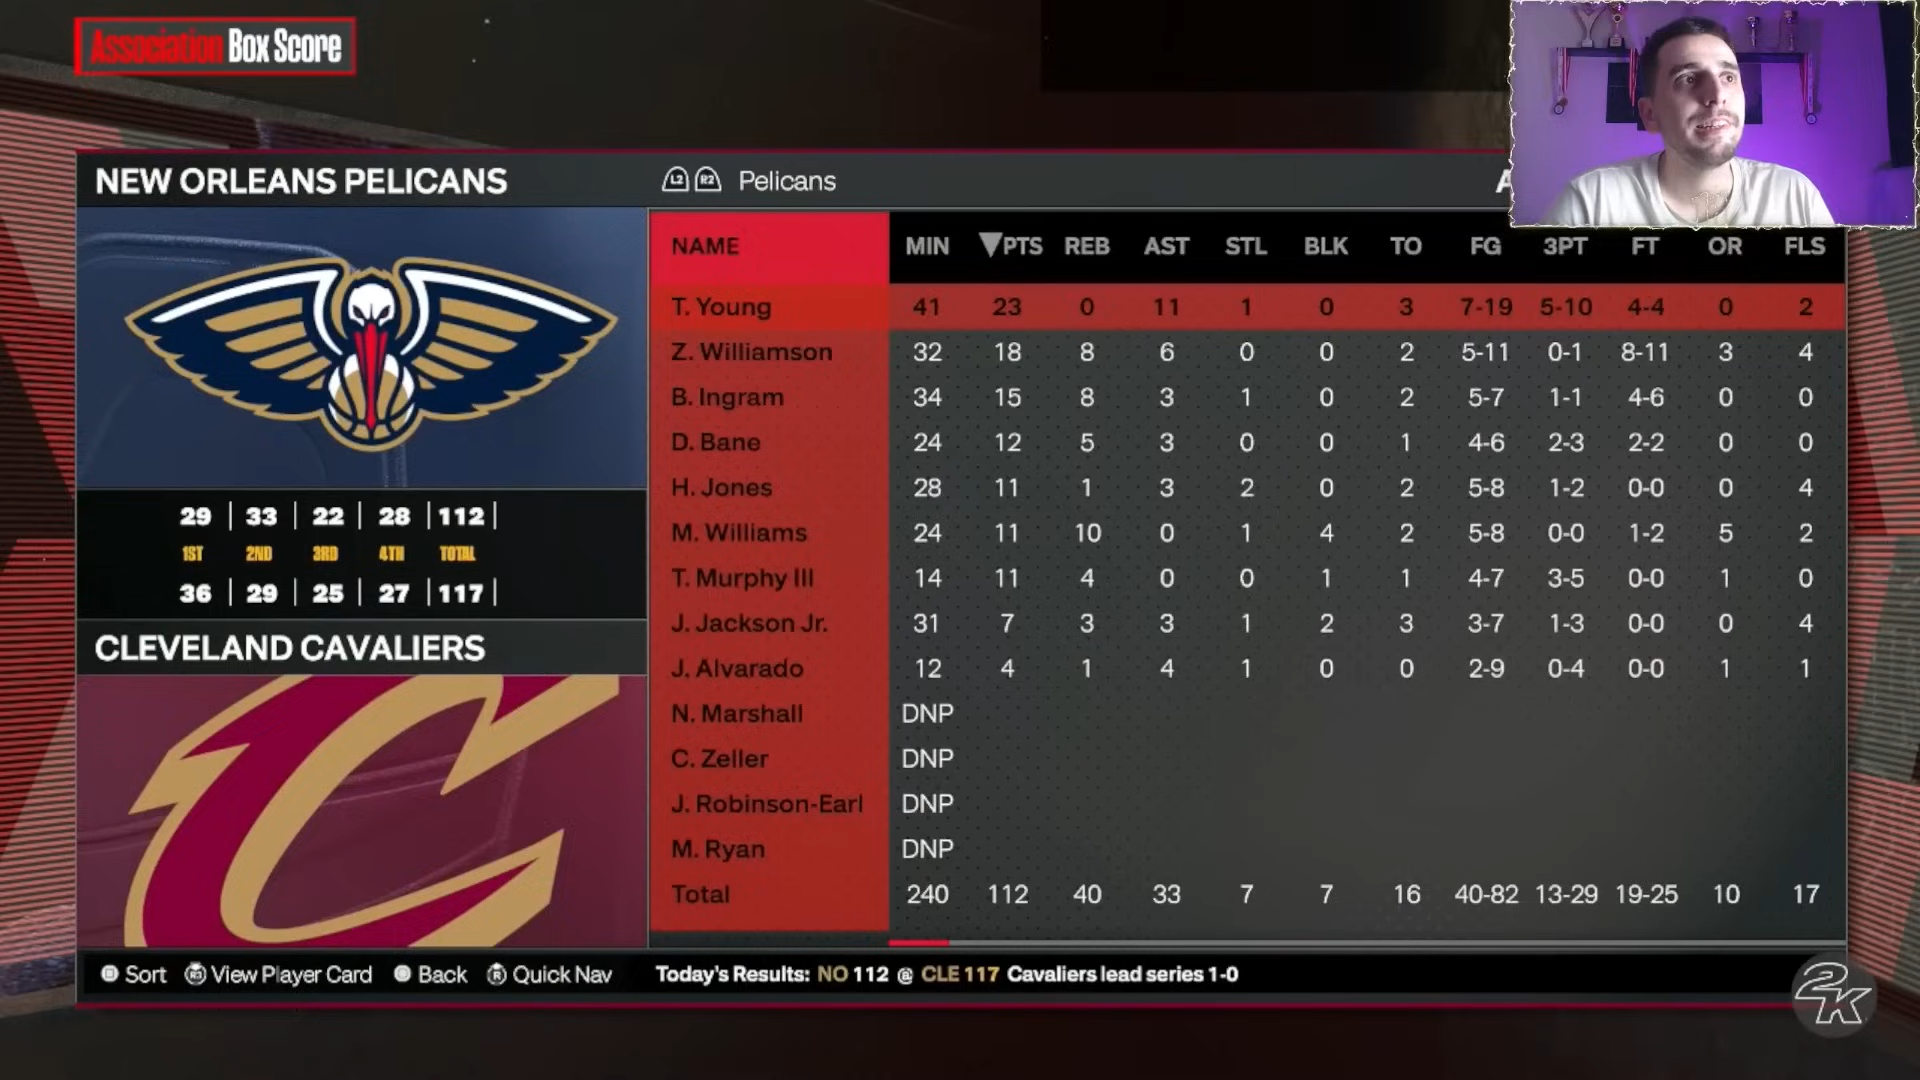 Association Box Score
NEW ORLEANS PELICANS
L2 R2 Pelicans
NAME MIN PTS REB AST STL BLK TO FG 3PT FT OR FLS
T. Young 41 23 0 11 1 0 3 7-19 5-10 4-4 0 2
Z. Williamson 32 18 8 6 0 0 2 5-11 0-1 8-11 3 4
B. Ingram 34 15 8 3 1 0 2 5-7 1-1 4-6 0 0
D. Bane 24 12 5 3 0 0 1 4-6 2-3 2-2 0 0
H. Jones 28 11 1 3 2 0 2 5-8 1-2 0-0 0 4
M. Williams 24 11 10 0 1 4 2 5-8 0-0 1-2 5 2
T. Murphy III 14 11 4 0 0 1 1 4-7 3-5 0-0 1 0
J. Jackson Jr. 31 7 3 3 1 2 3 3-7 1-3 0-0 0 4
J. Alvarado 12 4 1 4 1 0 0 2-9 0-4 0-0 1 1
N. Marshall DNP
C. Zeller DNP
J. Robinson-Earl DNP
M. Ryan DNP
Total 240 112 40 33 7 7 16 40-82 13-29 19-25 10 17
29 | 33 | 22 | 28 | 112 |
1ST 2ND 3RD 4TH TOTAL
36 | 29 | 25 | 27 | 117 |
CLEVELAND CAVALIERS
Sort R3 View Player Card Back R Quick Nav
Today's Results: NO 112 @ CLE 117 Cavaliers lead series 1-0
2K